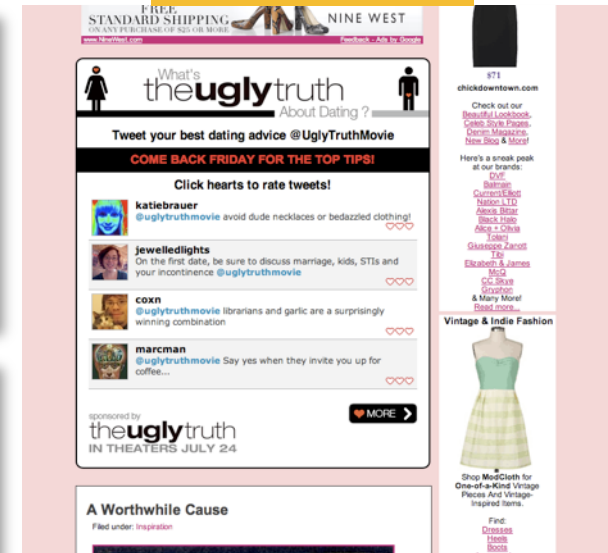 FREE
STANDARD SHIPPING
ON ANY PURCHASE OF $25 OR MORE
NINE WEST
www.NineWest.com
Feedback - Ads by Google
What's
theuglytruth
About Dating ?
Tweet your best dating advice @UglyTruthMovie
COME BACK FRIDAY FOR THE TOP TIPS!
Click hearts to rate tweets!
katiebrauer
@uglytruthmovie avoid dude necklaces or bedazzled clothing!
jewelledlights
On the first date, be sure to discuss marriage, kids, STIs and
your incontinence @uglytruthmovie
coxn
@uglytruthmovie librarians and garlic are a surprisingly
winning combination
marcman
@uglytruthmovie Say yes when they invite you up for
coffee...
MORE
sponsored by
theuglytruth
IN THEATERS JULY 24
A Worthwhile Cause
Filed under: Inspiration
$71
chickdowntown.com
Check out our
Beautiful Lookbook,
Celeb Style Pages,
Denim Magazine,
New Blog & More!
Here's a sneak peak
at our brands:
DVF
Balmain
Current/Elliott
Nation LTD
Alexis Bittar
Black Halo
Alice + Olivia
Tolani
Giuseppe Zanott
Tibi
Elizabeth & James
McQ
CC Skye
Gryphon
& Many More!
Read more...
Vintage & Indie Fashion
Shop ModCloth for
One-of-a-Kind Vintage
Pieces And Vintage-
Inspired Items.
Find:
Dresses
Heels
Boots